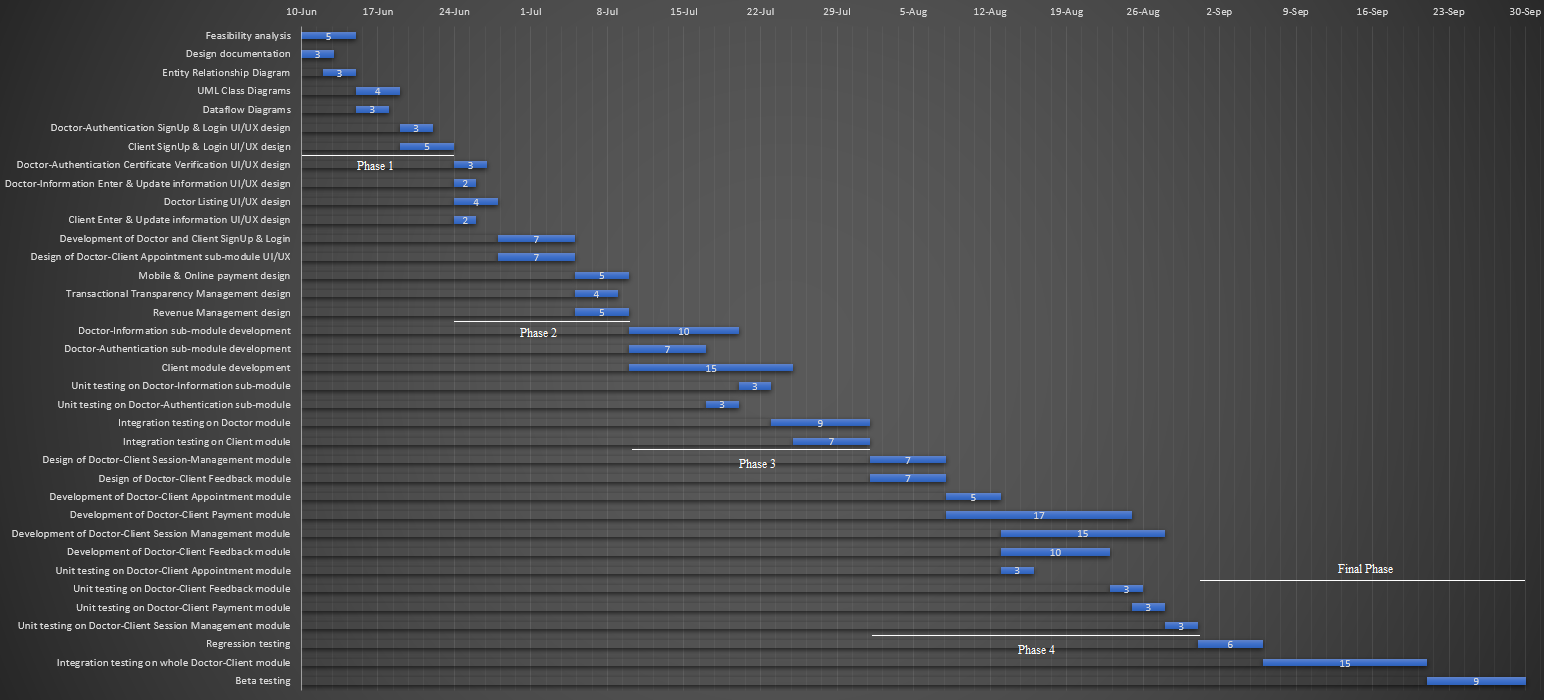 10-Jun 17-Jun 24-Jun 1-Jul 8-Jul 15-Jul 22-Jul 29-Jul 5-Aug 12-Aug 19-Aug 26-Aug 2-Sep 9-Sep 16-Sep 23-Sep 30-Sep
Feasibility analysis 5
Design documentation 3
Entity Relationship Diagram 3
UML Class Diagrams 4
Dataflow Diagrams 3
Doctor-Authentication SignUp & Login UI/UX design 3
Client SignUp & Login UI/UX design 5
Doctor-Authentication Certificate Verification UI/UX design 3
Phase 1
Doctor-Information Enter & Update information UI/UX design 2
Doctor Listing UI/UX design 4
Client Enter & Update information UI/UX design 2
Development of Doctor and Client SignUp & Login 7
Design of Doctor-Client Appointment sub-module UI/UX 7
Mobile & Online payment design 5
Transactional Transparency Management design 4
Revenue Management design 5
Doctor-Information sub-module development 10
Phase 2
Doctor-Authentication sub-module development 7
Client module development 15
Unit testing on Doctor-Information sub-module 3
Unit testing on Doctor-Authentication sub-module 3
Integration testing on Doctor module 9
Integration testing on Client module 7
Design of Doctor-Client Session-Management module 7
Phase 3
Design of Doctor-Client Feedback module 7
Development of Doctor-Client Appointment module 5
Development of Doctor-Client Payment module 17
Development of Doctor-Client Session Management module 15
Development of Doctor-Client Feedback module 10
Unit testing on Doctor-Client Appointment module 3
Final Phase
Unit testing on Doctor-Client Feedback module 3
Unit testing on Doctor-Client Payment module 3
Unit testing on Doctor-Client Session Management module 3
Regression testing 6
Phase 4
Integration testing on whole Doctor-Client module 15
Beta testing 9